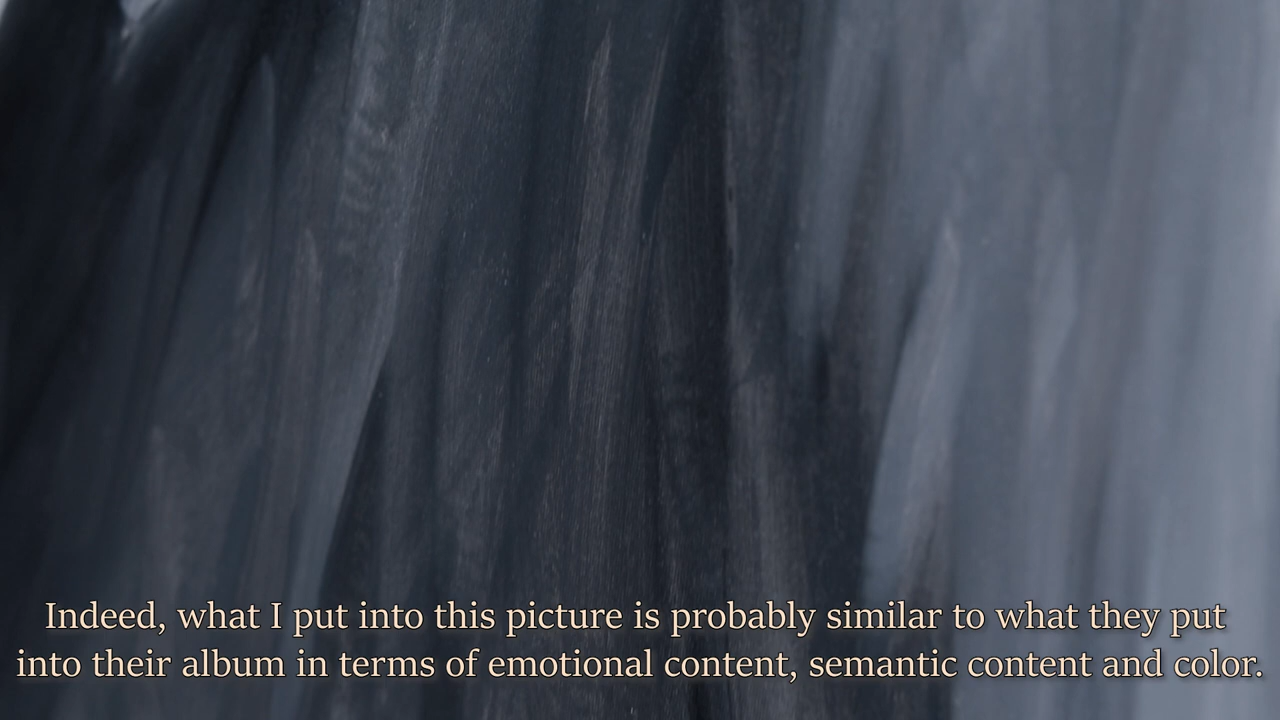 Indeed, what I put into this picture is probably similar to what they put
into their album in terms of emotional content, semantic content and color.